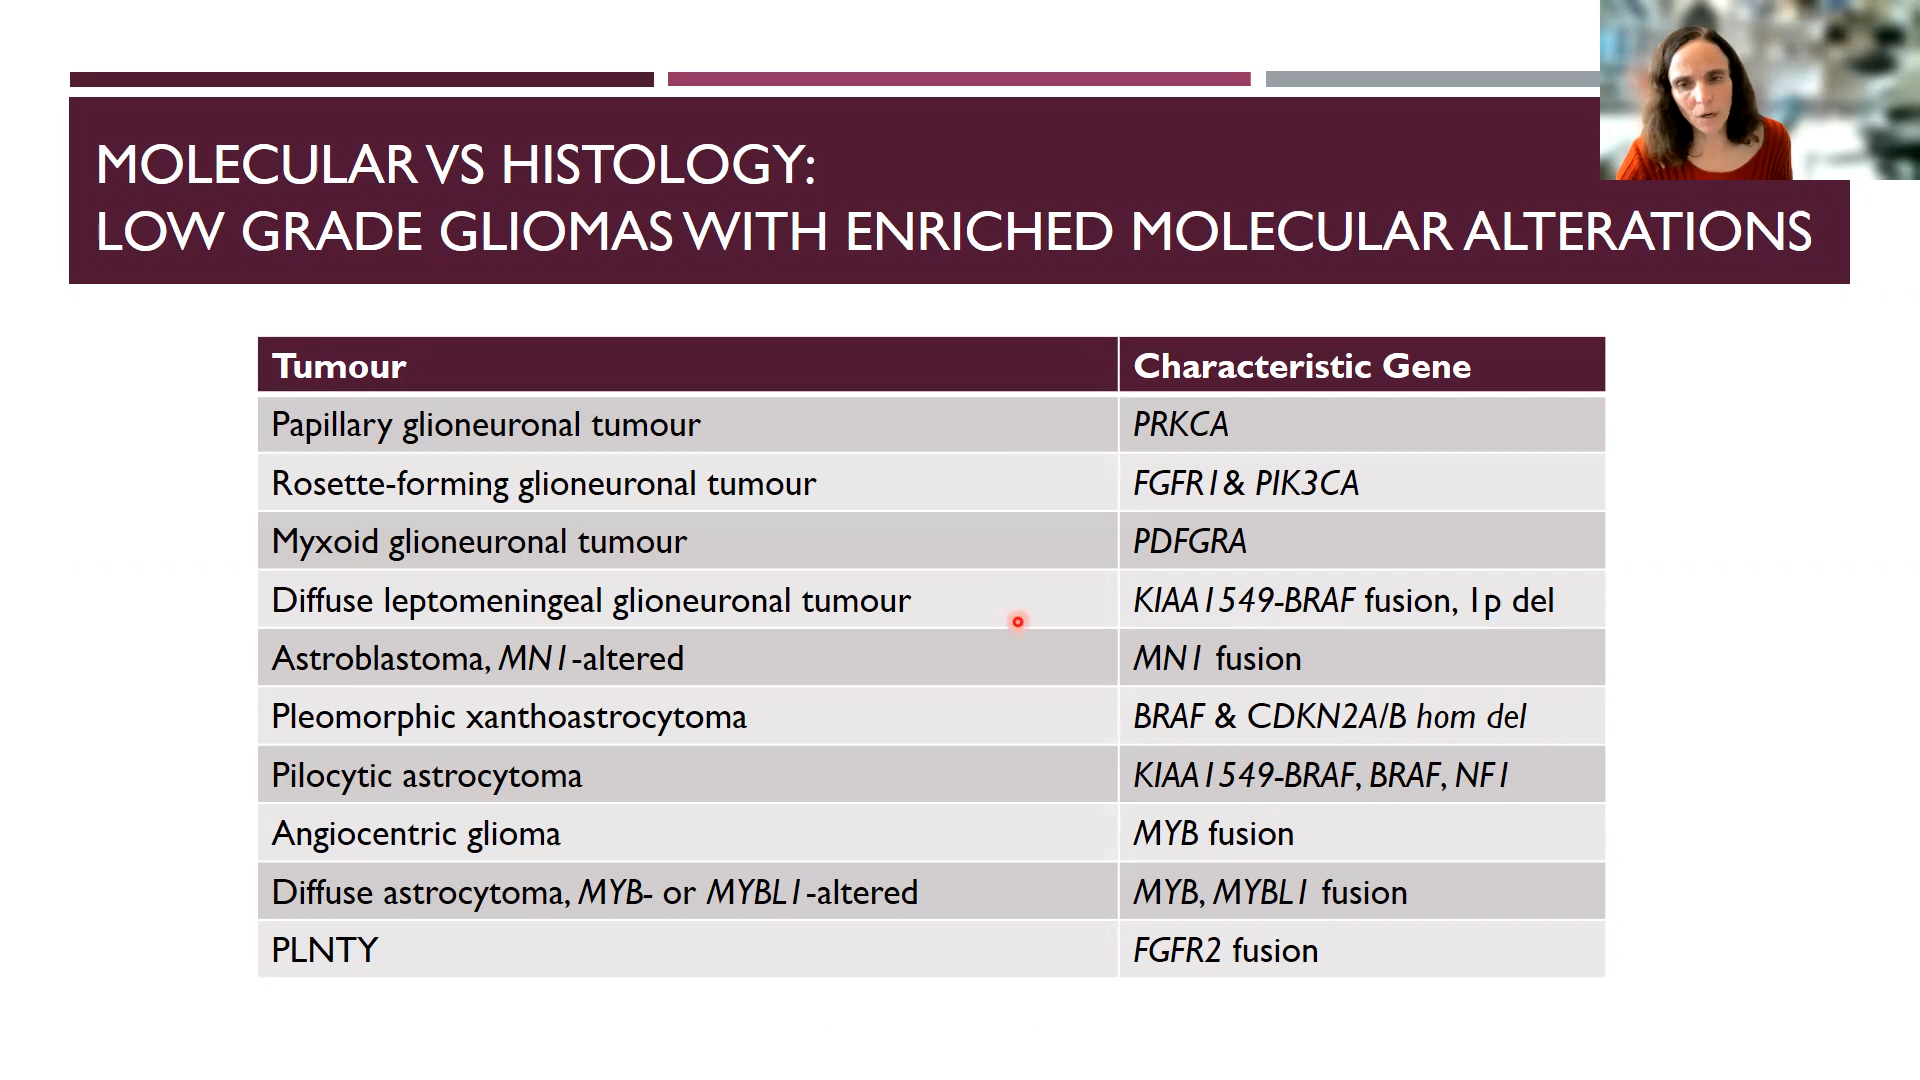 MOLECULAR VS HISTOLOGY:
LOW GRADE GLIOMAS WITH ENRICHED MOLECULAR ALTERATIONS
Tumour Characteristic Gene
Papillary glioneuronal tumour PRKCA
Rosette-forming glioneuronal tumour FGFR1& PIK3CA
Myxoid glioneuronal tumour PDFGRA
Diffuse leptomeningeal glioneuronal tumour KIAA1549-BRAF fusion, 1p del
Astroblastoma, MN1-altered MN1 fusion
Pleomorphic xanthoastrocytoma BRAF & CDKN2A/B hom del
Pilocytic astrocytoma KIAA1549-BRAF, BRAF, NF1
Angiocentric glioma MYB fusion
Diffuse astrocytoma, MYB- or MYBL1-altered MYB, MYBL1 fusion
PLNTY FGFR2 fusion